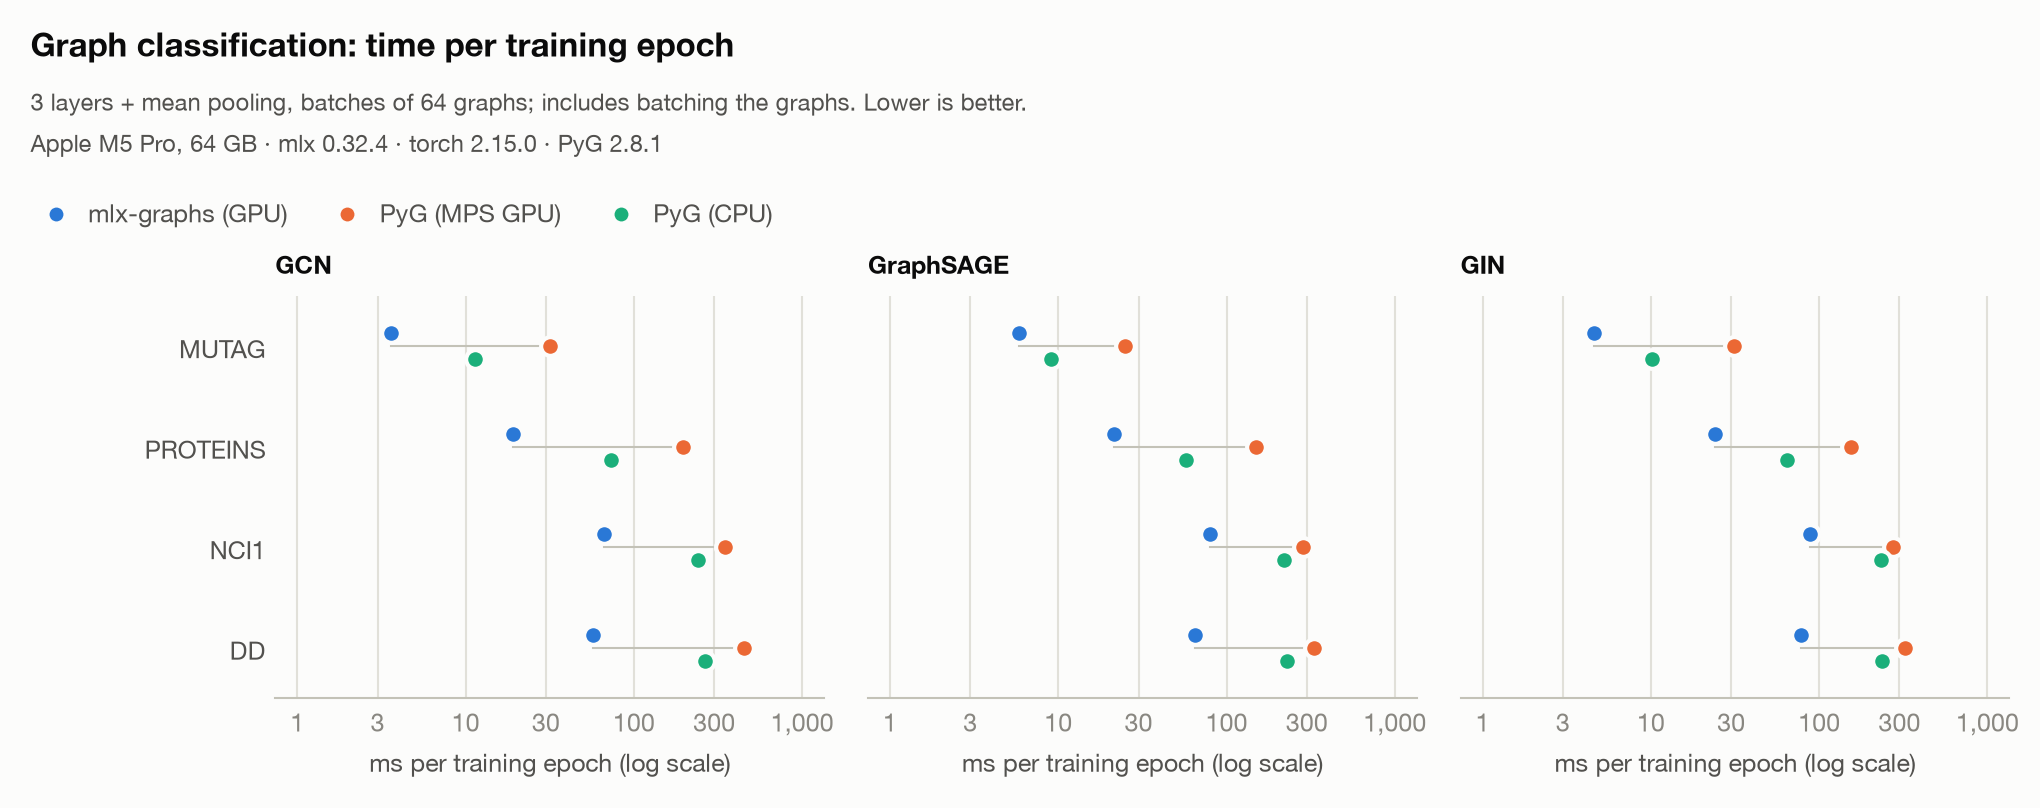 Graph classification: time per training epoch
3 layers + mean pooling, batches of 64 graphs; includes batching the graphs. Lower is better.
Apple M5 Pro, 64 GB · mlx 0.32.4 · torch 2.15.0 · PyG 2.8.1
mlx-graphs (GPU) PyG (MPS GPU) PyG (CPU)
GCN GraphSAGE GIN
MUTAG
PROTEINS
NCI1
DD
1 3 10 30 100 300 1,000 1 3 10 30 100 300 1,000 1 3 10 30 100 300 1,000
ms per training epoch (log scale) ms per training epoch (log scale) ms per training epoch (log scale)